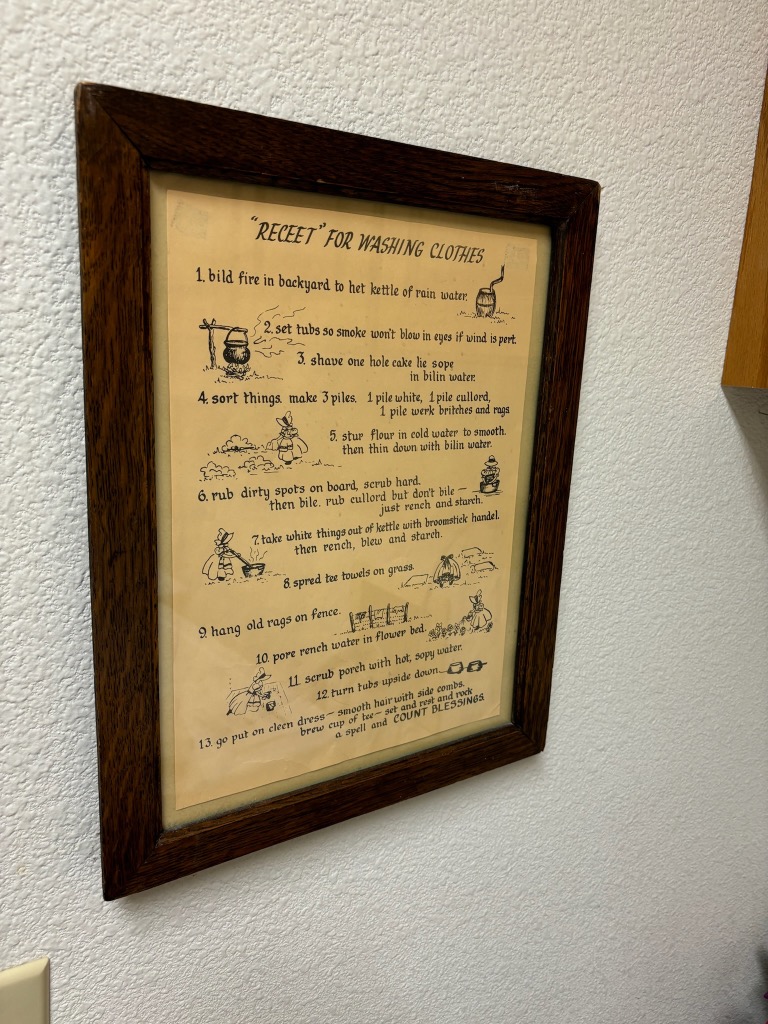 "RECEET" FOR WASHING CLOTHES
1. bild fire in backyard to het kettle of rain water.
2. set tubs so smoke won't blow in eyes if wind is pert.
3. shave one hole cake lie sope
in bilin water.
4. sort things. make 3 piles. 1 pile white, 1 pile cullord,
1 pile werk britches and rags.
5. stur flour in cold water to smooth.
then thin down with bilin water.
6. rub dirty spots on board, scrub hard.
then bile. rub cullord but don't bile —
just rench and starch.
7. take white things out of kettle with broomstick handel.
then rench, blew and starch.
8. spred tee towels on grass.
9. hang old rags on fence.
10. pore rench water in flower bed.
11. scrub porch with hot, sopy water.
12. turn tubs upside down.
13. go put on cleen dress — smooth hair with side combs.
brew cup of tee — set and rest and rock
a spell and COUNT BLESSINGS.